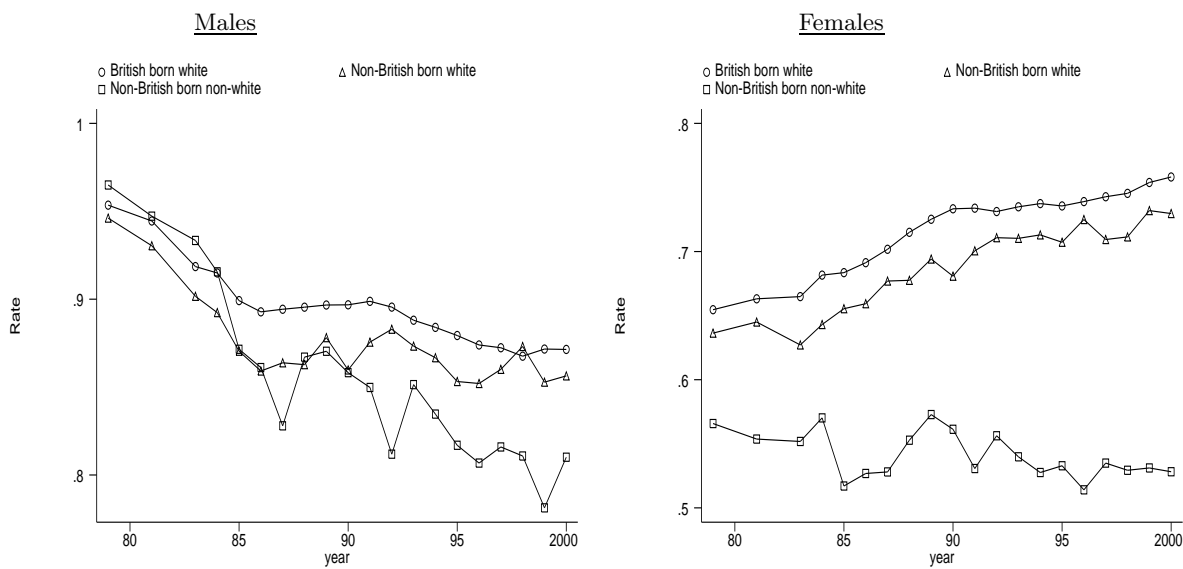 Males
British born white
Non-British born white
Non-British born non-white
1
.9
.8
Rate
80 85 90 95 2000
year
Females
British born white
Non-British born white
Non-British born non-white
.8
.7
.6
.5
Rate
80 85 90 95 2000
year